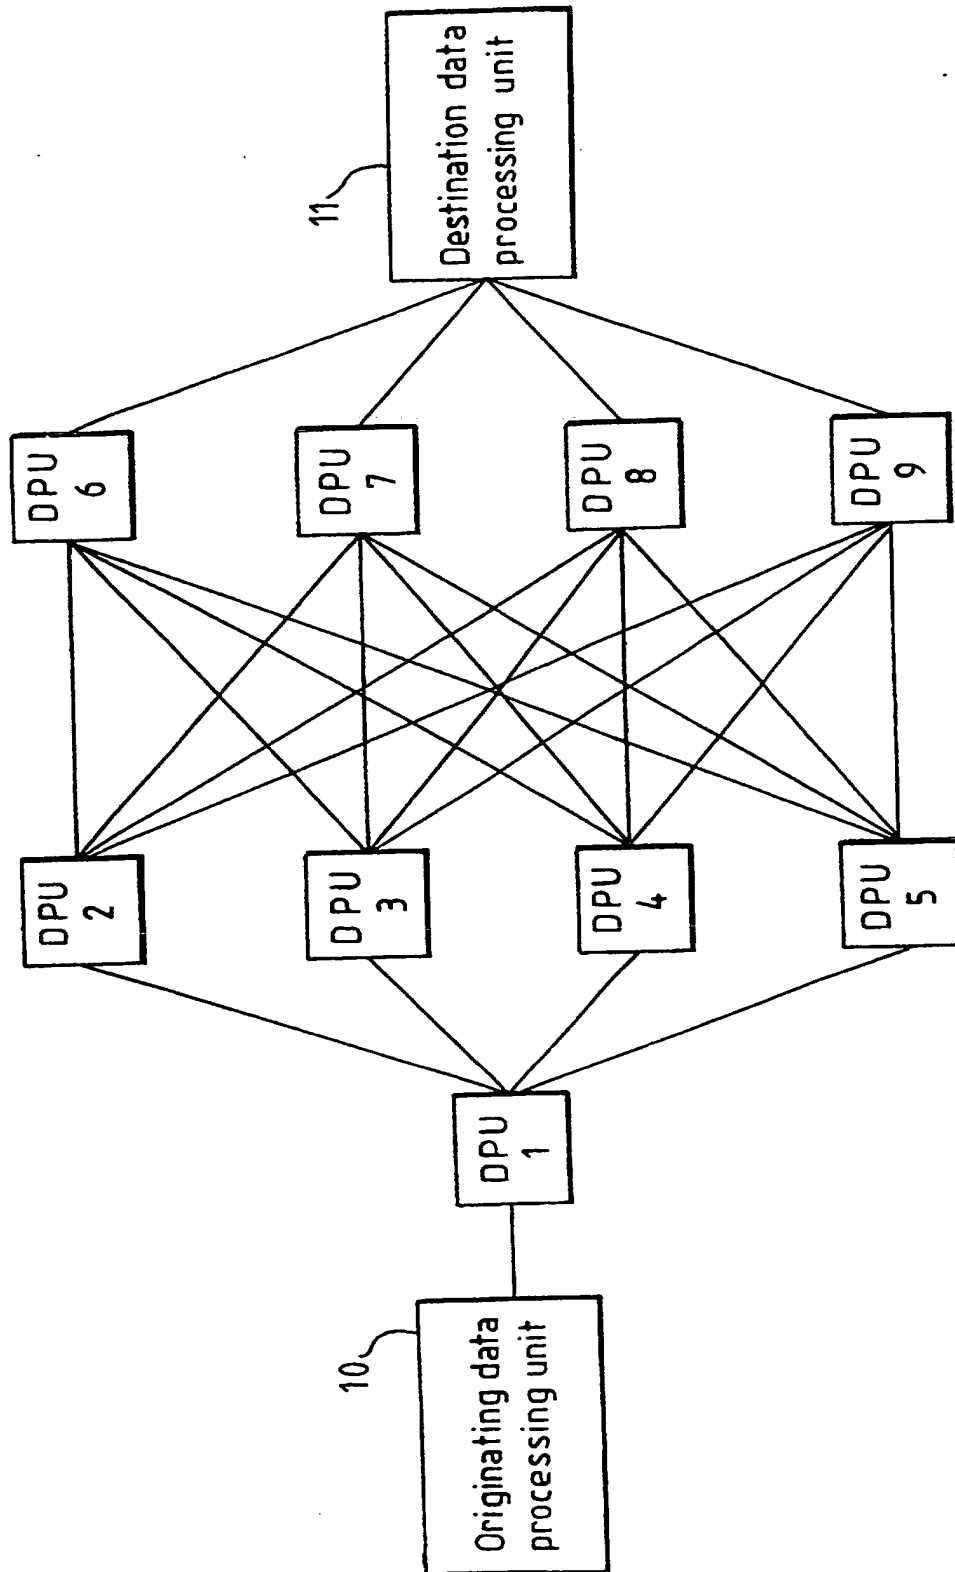 10
Originating data
processing unit
DPU
1
DPU
2
DPU
3
DPU
4
DPU
5
DPU
6
DPU
7
DPU
8
DPU
9
11
Destination data
processing unit